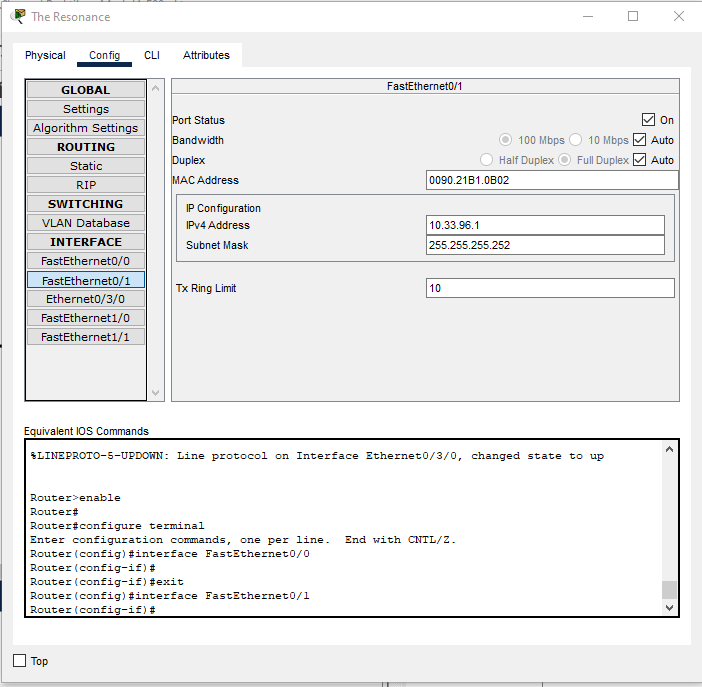 The Resonance
Physical Config CLI Attributes
GLOBAL
Settings
Algorithm Settings
ROUTING
Static
RIP
SWITCHING
VLAN Database
INTERFACE
FastEthernet0/0
FastEthernet0/1
Ethernet0/3/0
FastEthernet1/0
FastEthernet1/1
FastEthernet0/1
Port Status On
Bandwidth 100 Mbps 10 Mbps Auto
Duplex Half Duplex Full Duplex Auto
MAC Address 0090.21B1.0B02
IP Configuration
IPv4 Address 10.33.96.1
Subnet Mask 255.255.255.252
Tx Ring Limit 10
Equivalent IOS Commands
%LINEPROTO-5-UPDOWN: Line protocol on Interface Ethernet0/3/0, changed state to up
Router>enable
Router#
Router#configure terminal
Enter configuration commands, one per line. End with CNTL/Z.
Router(config)#interface FastEthernet0/0
Router(config-if)#
Router(config-if)#exit
Router(config-if)#interface FastEthernet0/1
Router(config-if)#
Top